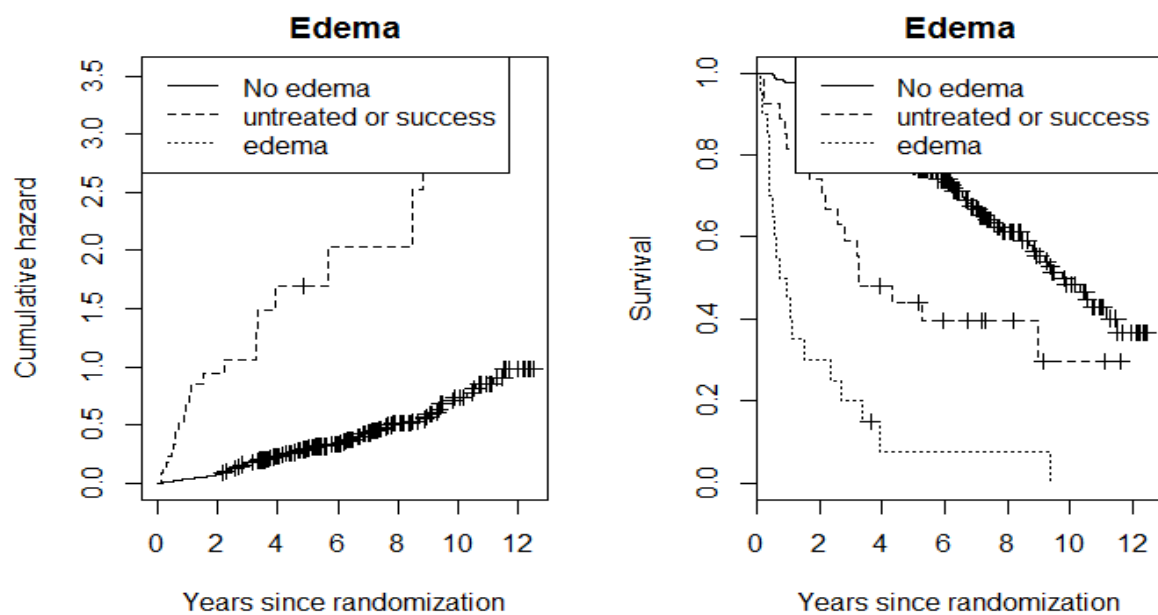 Edema
No edema
untreated or success
edema
3.5
3.0
2.5
2.0
1.5
1.0
0.5
0.0
Cumulative hazard
0 2 4 6 8 10 12
Years since randomization
Edema
No edema
untreated or success
edema
1.0
0.8
0.6
0.4
0.2
0.0
Survival
0 2 4 6 8 10 12
Years since randomization